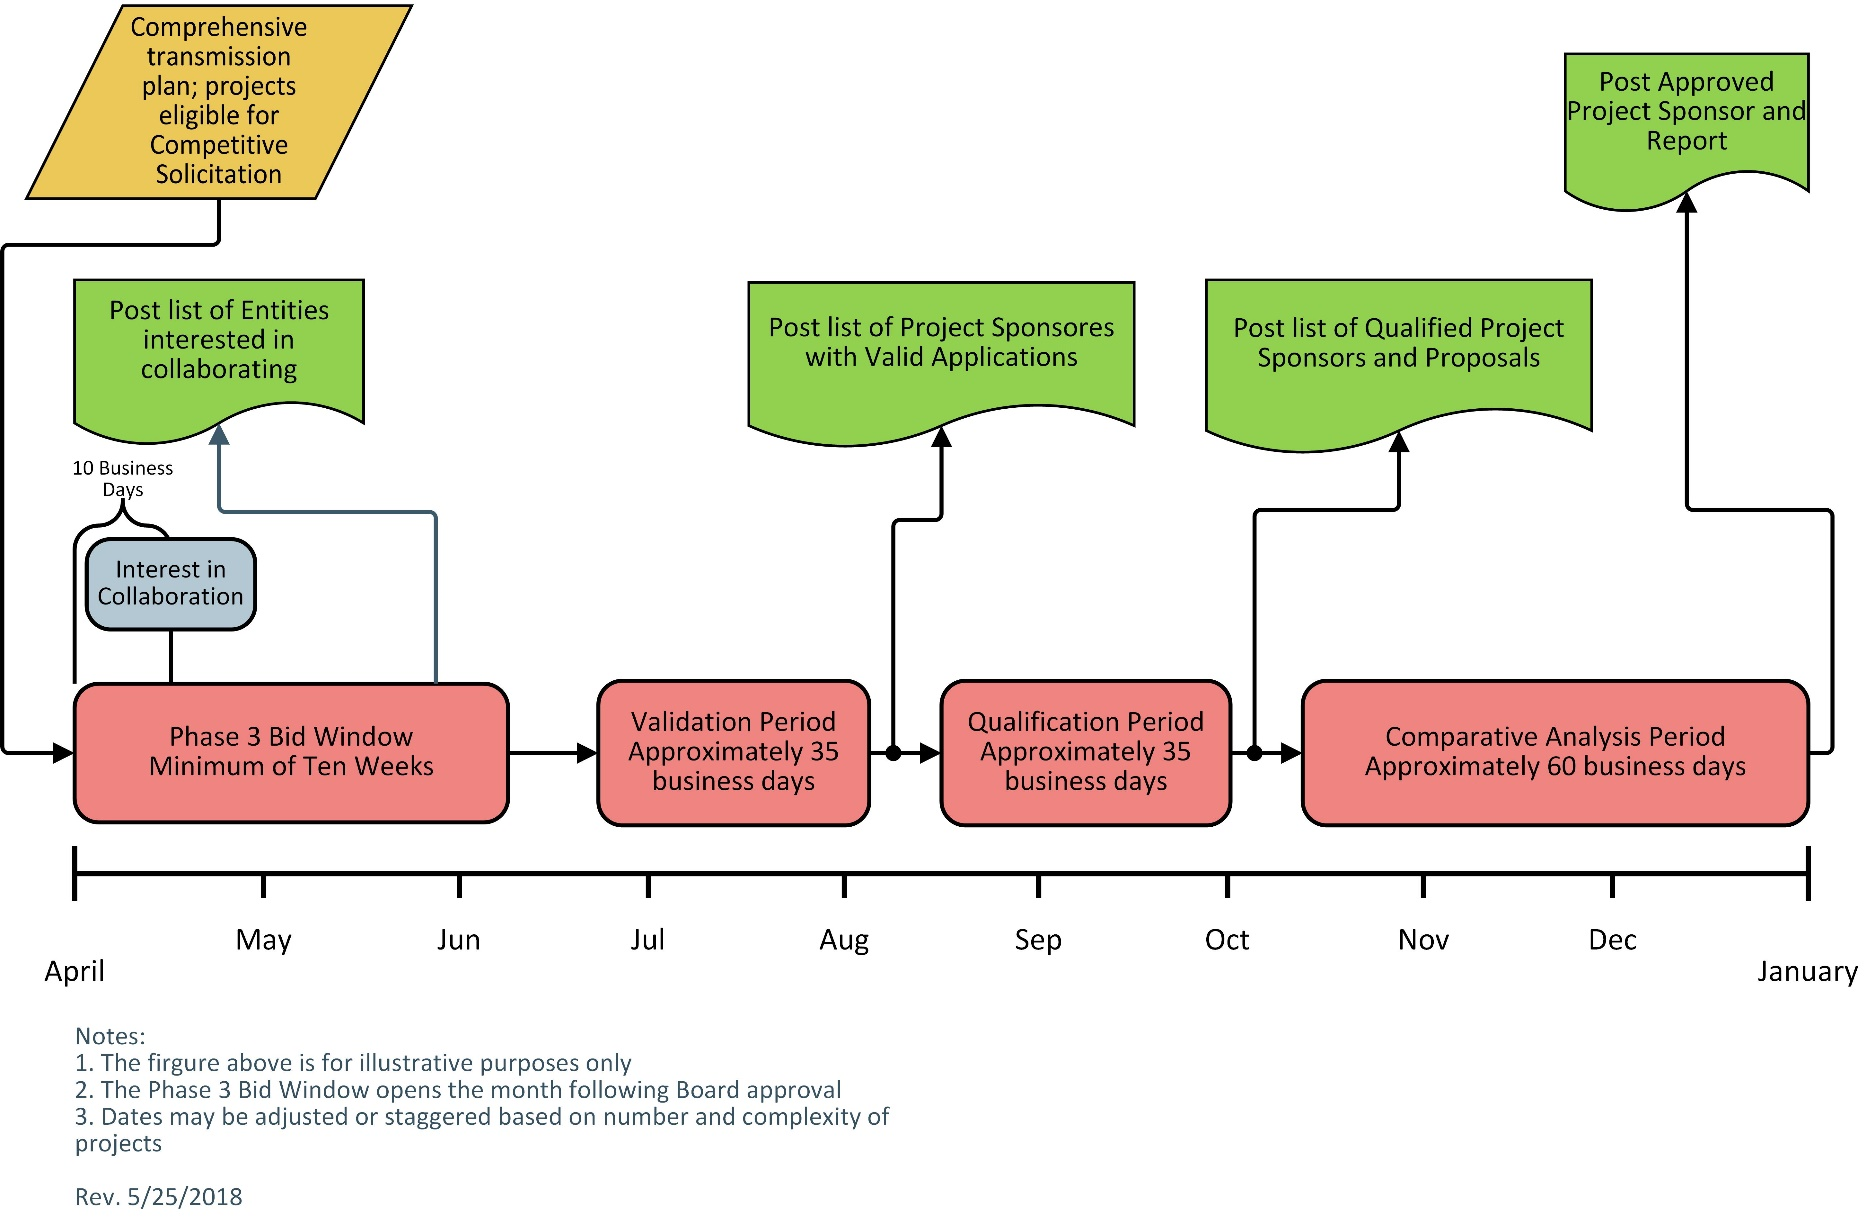 Comprehensive
transmission
plan; projects
eligible for
Competitive
Solicitation
Post Approved
Project Sponsor and
Report
Post list of Entities
interested in
collaborating
Post list of Project Sponsores
with Valid Applications
Post list of Qualified Project
Sponsors and Proposals
10 Business
Days
Interest in
Collaboration
Phase 3 Bid Window
Minimum of Ten Weeks
Validation Period
Approximately 35
business days
Qualification Period
Approximately 35
business days
Comparative Analysis Period
Approximately 60 business days
April
May
Jun
Jul
Aug
Sep
Oct
Nov
Dec
January
Notes:
1. The firgure above is for illustrative purposes only
2. The Phase 3 Bid Window opens the month following Board approval
3. Dates may be adjusted or staggered based on number and complexity of
projects
Rev. 5/25/2018